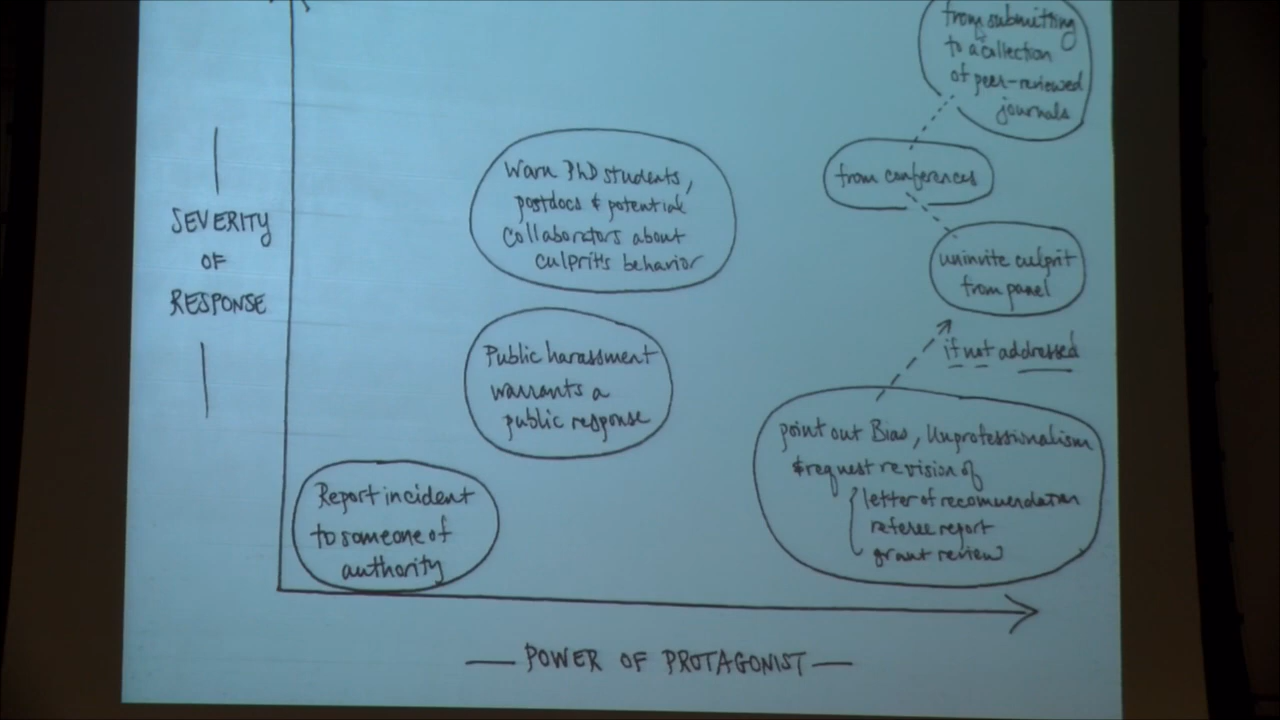 from submitting
to a collection
of peer-reviewed
journals
from conferences
uninvite culprit
from panel
if not addressed
Warn PhD students,
postdocs & potential
collaborators about
culprits behavior
SEVERITY
OF
RESPONSE
Public harassment
warrants a
public response
point out Bias, Unprofessionalism
& request revision of
letter of recommendation
referee report
grant review
Report incident
to someone of
authority
— POWER OF PROTAGONIST —